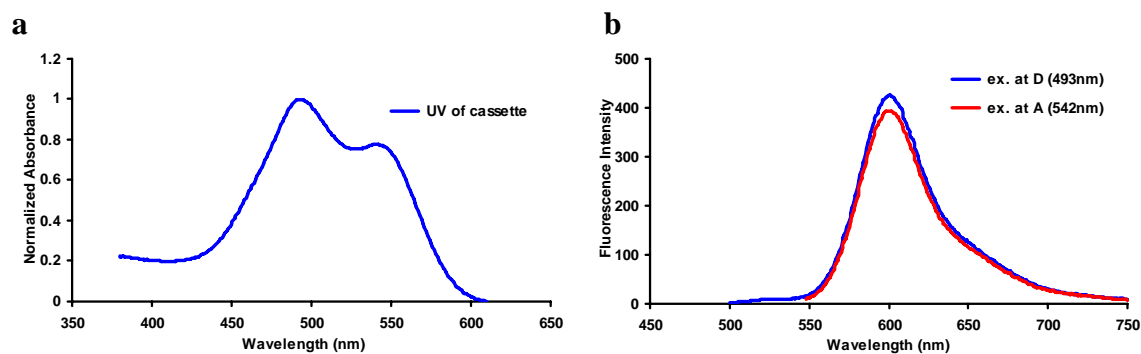 a
1.2
1
0.8
0.6
0.4
0.2
0
Normalized Absorbance
UV of cassette
350 400 450 500 550 600 650
Wavelength (nm)
b
500
400
300
200
100
0
Fluorescence Intensity
ex. at D (493nm)
ex. at A (542nm)
450 500 550 600 650 700 750
Wavelength (nm)